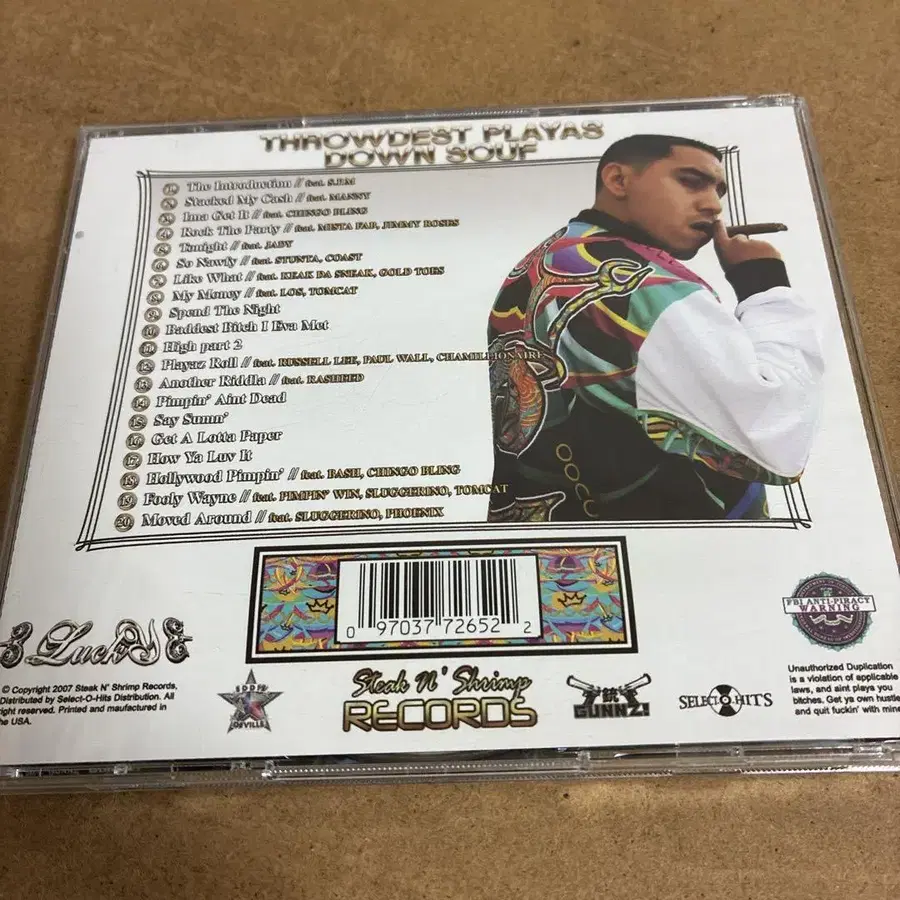 THROWDEST PLAYAS
DOWN SOUF
1. The Introduction // feat. S.P.M
2. Stacked My Cash // feat. MANNY
3. Ima Get It // feat. CHINGO BLING
4. Rock The Party // feat. MISTA FAB, JIMMY ROSES
5. Tonight // feat. JADY
6. So Nawfy // feat. STUNTA, COAST
7. Like What // feat. KEAK DA SNEAK, GOLD TOES
8. My Money // feat. LOS, TOMCAT
9. Spend The Night
10. Baddest Bitch I Eva Met
11. High part 2
12. Playaz Roll // feat. RUSSELL LEE, PAUL WALL, CHAMILLIONAIRE
13. Another Riddla // feat. RASHEED
14. Pimpin' Aint Dead
15. Say Sumn'
16. Get A Lotta Paper
17. How Ya Luv It
18. Hollywood Pimpin' // feat. BASH, CHINGO BLING
19. Fooly Wayne // feat. PIMPIN' WIN, SLUGGERINO, TOMCAT
20. Moved Around // feat. SLUGGERINO, PHOENIX
0 97037 72652 2
FBI ANTI-PIRACY
WARNING
Lucky
© Copyright 2007 Steak N' Shrimp Records,
Distributed by Select-O-Hits Distribution. All
right reserved. Printed and maufactured in
he USA.
Steak N' Shrimp
RECORDS
銃
GUNNZ!
SELECT-O-HITS
Unauthorized Duplication
is a violation of applicable
laws, and aint playa you
bitches. Get ya own hustle
and quit fuckin' with mine